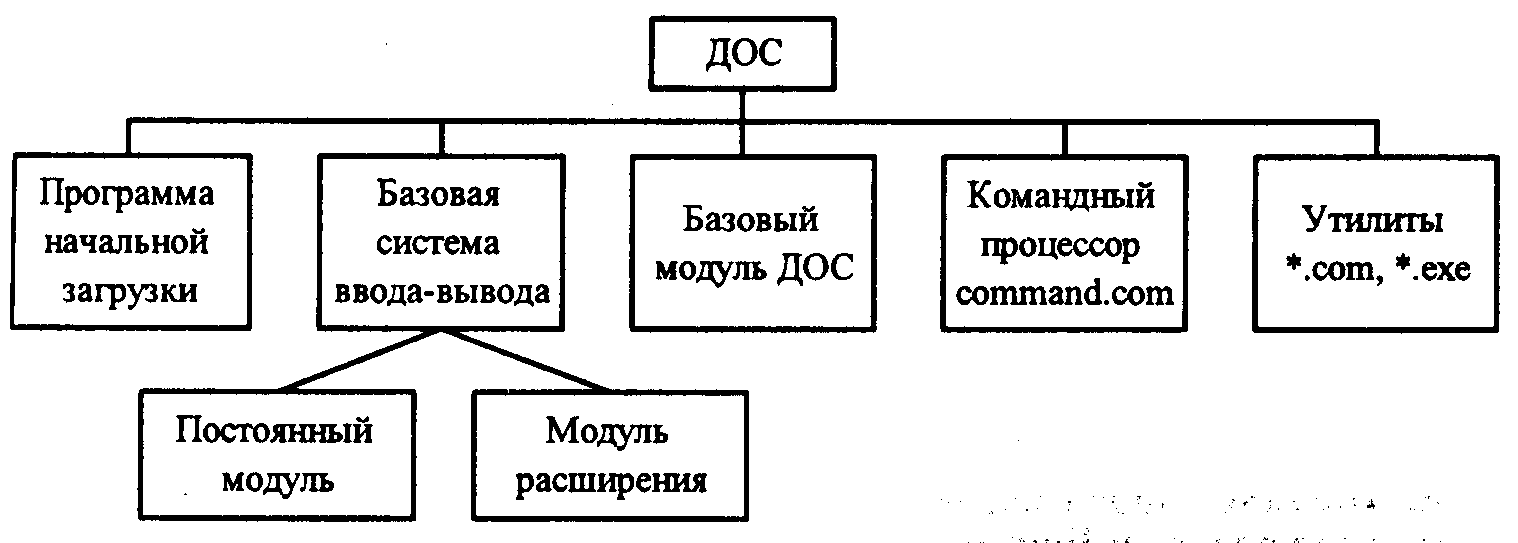 ДОС
Программа
начальной
загрузки
Базовая
система
ввода-вывода
Базовый
модуль ДОС
Командный
процессор
command.com
Утилиты
*.com, *.exe
Постоянный
модуль
Модуль
расширения